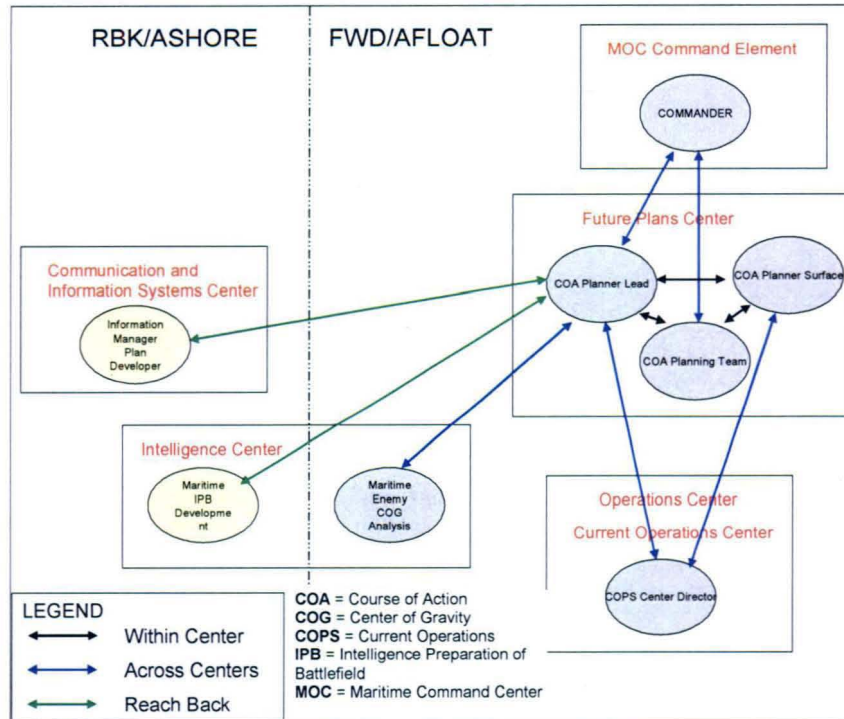 RBK/ASHORE
FWD/AFLOAT
MOC Command Element
COMMANDER
Future Plans Center
COA Planner Lead
COA Planner Surface
COA Planning Team
Communication and
Information Systems Center
Information
Manager
Plan
Developer
Intelligence Center
Maritime
IPB
Developme
nt
Maritime
Enemy
COG
Analysis
Operations Center
Current Operations Center
COPS Center Director
LEGEND
Within Center
Across Centers
Reach Back
COA = Course of Action
COG = Center of Gravity
COPS = Current Operations
IPB = Intelligence Preparation of
Battlefield
MOC = Maritime Command Center